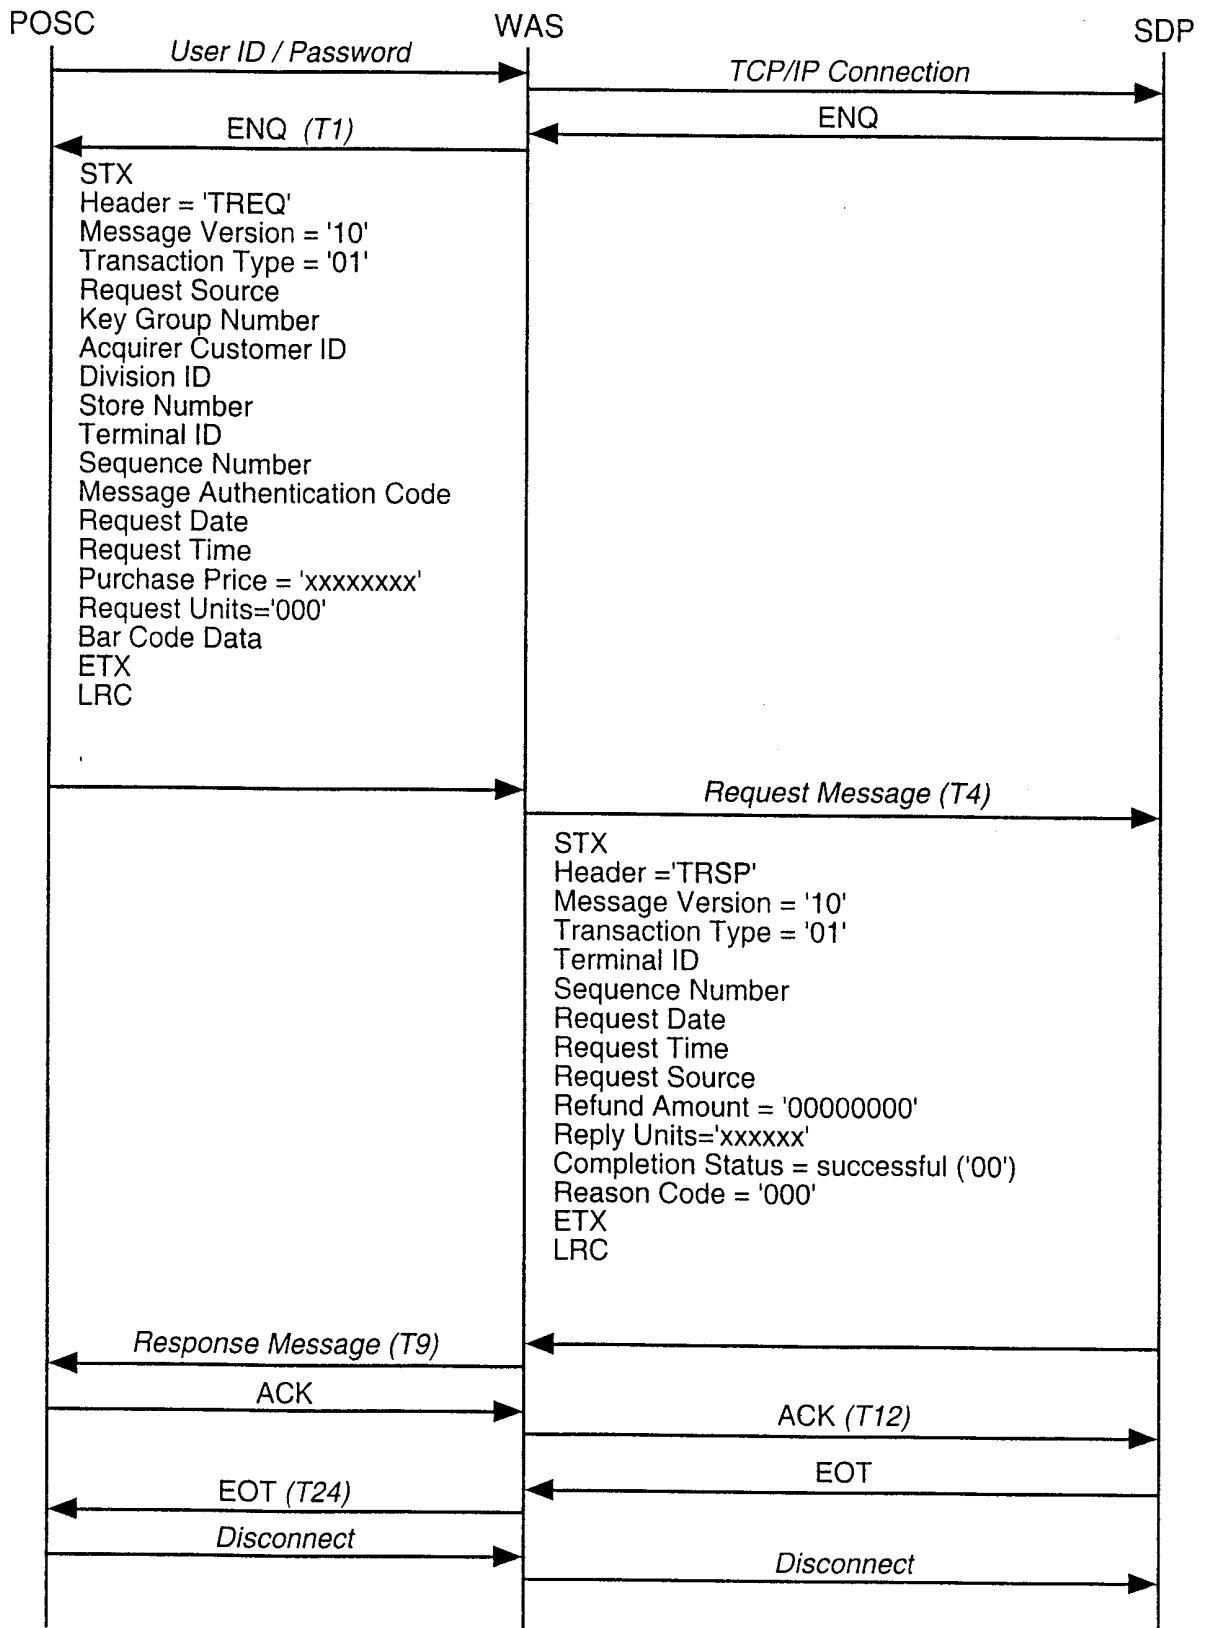 POSC
WAS
SDP
User ID / Password
TCP/IP Connection
ENQ
ENQ (T1)
STX
Header = 'TREQ'
Message Version = '10'
Transaction Type = '01'
Request Source
Key Group Number
Acquirer Customer ID
Division ID
Store Number
Terminal ID
Sequence Number
Message Authentication Code
Request Date
Request Time
Purchase Price = 'xxxxxxxx'
Request Units='000'
Bar Code Data
ETX
LRC
Request Message (T4)
STX
Header ='TRSP'
Message Version = '10'
Transaction Type = '01'
Terminal ID
Sequence Number
Request Date
Request Time
Request Source
Refund Amount = '00000000'
Reply Units='xxxxxx'
Completion Status = successful ('00')
Reason Code = '000'
ETX
LRC
Response Message (T9)
ACK
ACK (T12)
EOT
EOT (T24)
Disconnect
Disconnect